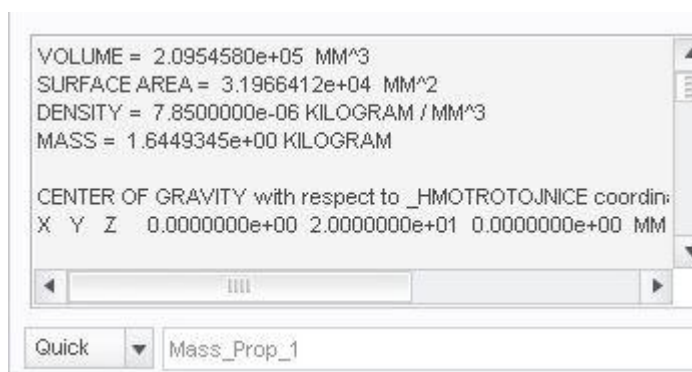 VOLUME = 2.0954580e+05 MM^3
SURFACE AREA = 3.1966412e+04 MM^2
DENSITY = 7.8500000e-06 KILOGRAM / MM^3
MASS = 1.6449345e+00 KILOGRAM
CENTER OF GRAVITY with respect to _HMOTROTOJNICE coordin
X Y Z 0.0000000e+00 2.0000000e+01 0.0000000e+00 MM
Quick Mass_Prop_1